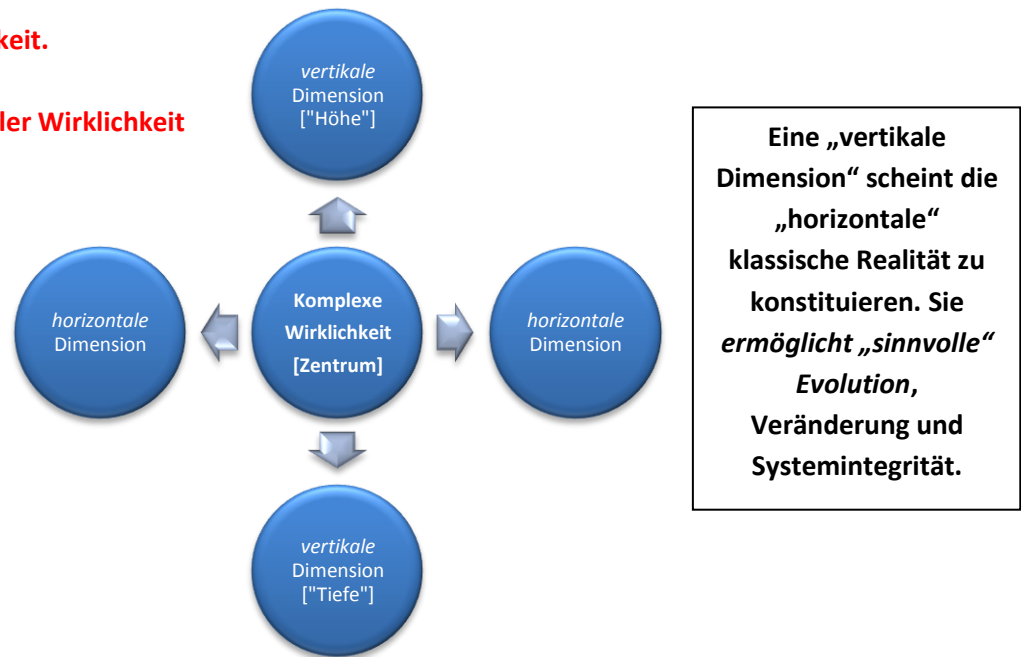 keit.
ler Wirklichkeit
vertikale
Dimension
["Höhe"]
horizontale
Dimension
Komplexe
Wirklichkeit
[Zentrum]
horizontale
Dimension
vertikale
Dimension
["Tiefe"]
Eine „vertikale
Dimension“ scheint die
„horizontale“
klassische Realität zu
konstituieren. Sie
ermöglicht „sinnvolle“
Evolution,
Veränderung und
Systemintegrität.